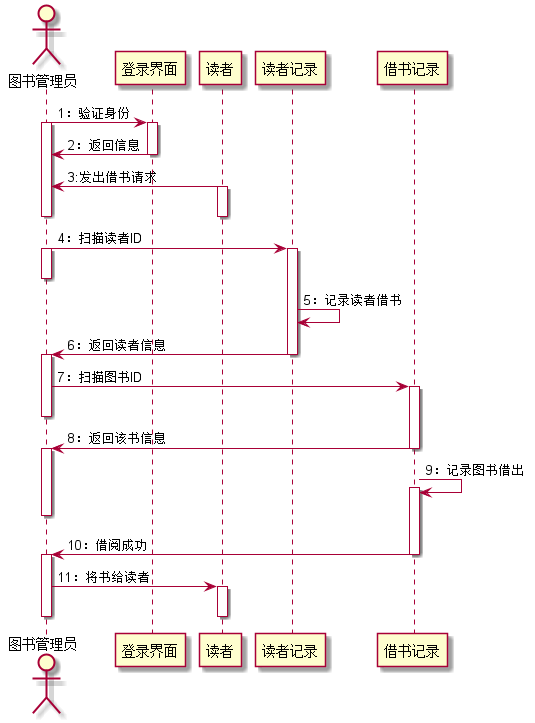 图书管理员
登录界面
读者
读者记录
借书记录
1：验证身份
2：返回信息
3:发出借书请求
4：扫描读者ID
5：记录读者借书
6：返回读者信息
7：扫描图书ID
8：返回该书信息
9：记录图书借出
10：借阅成功
11：将书给读者
图书管理员
登录界面
读者
读者记录
借书记录